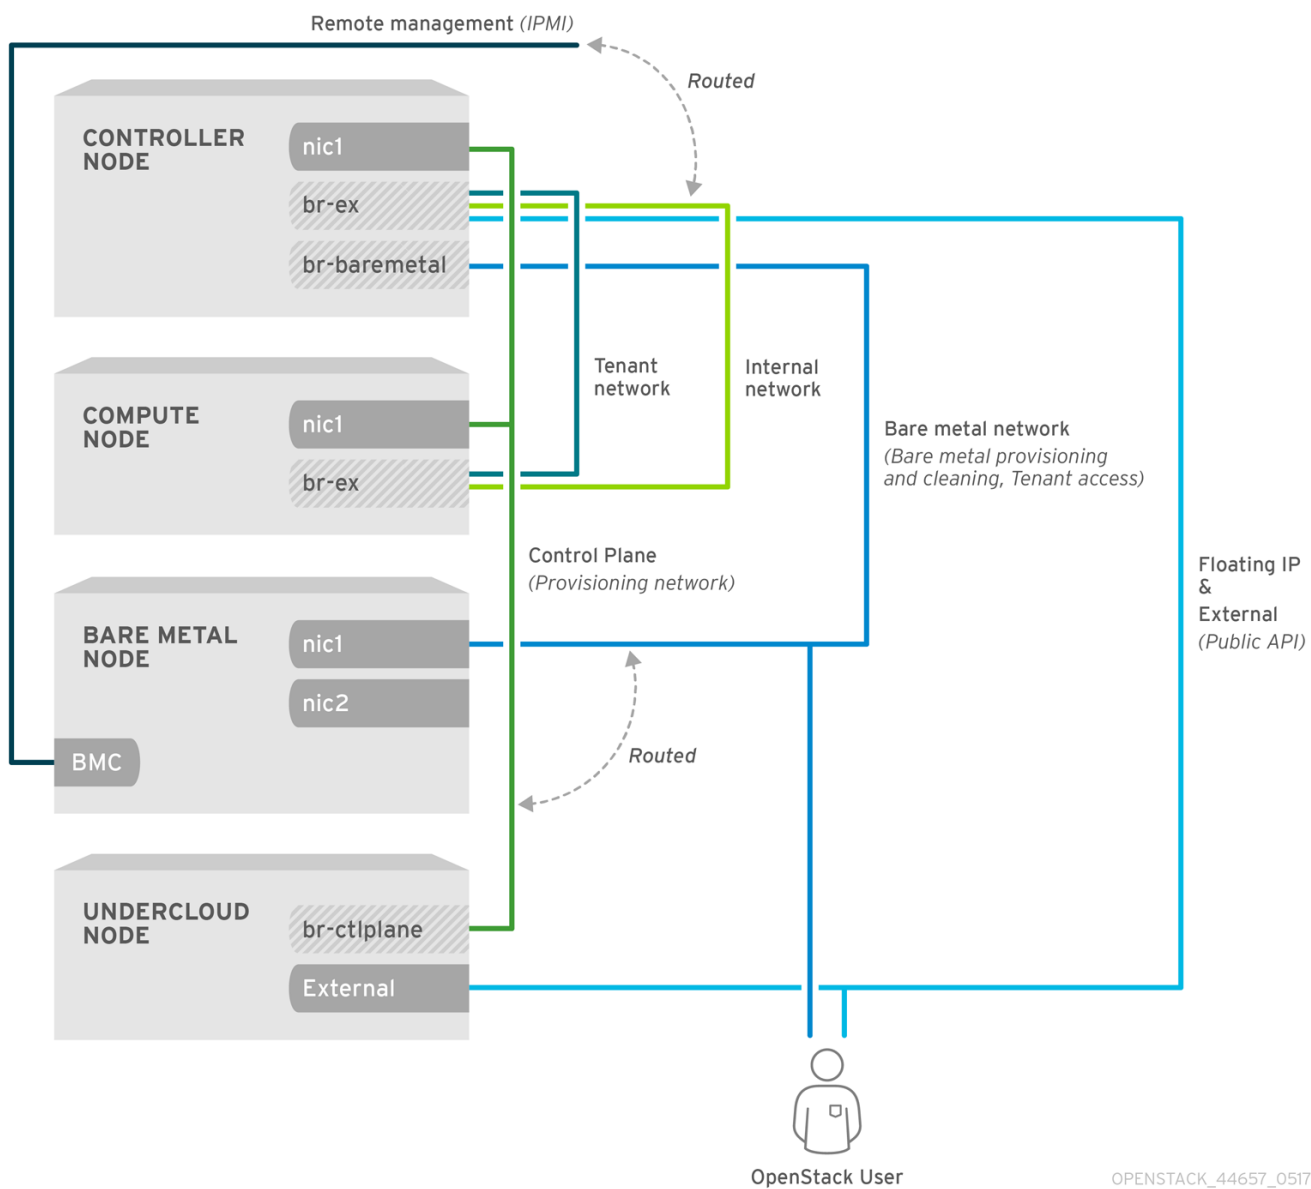 Remote management (IPMI)
Routed
CONTROLLER
NODE
nic1
br-ex
br-baremetal
Tenant
network
Internal
network
COMPUTE
NODE
nic1
br-ex
Bare metal network
(Bare metal provisioning
and cleaning, Tenant access)
Control Plane
(Provisioning network)
Floating IP
&
External
(Public API)
BARE METAL
NODE
nic1
nic2
BMC
Routed
UNDERCLOUD
NODE
br-ctlplane
External
OpenStack User
OPENSTACK_44657_0517